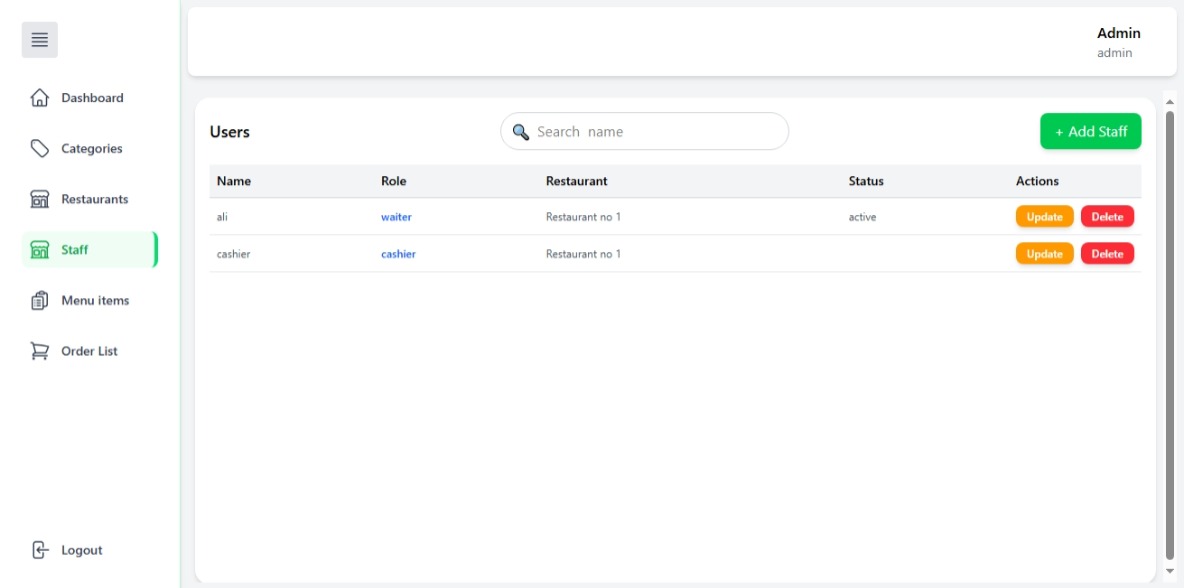 Admin
admin
Dashboard
Categories
Restaurants
Staff
Menu items
Order List
Logout
Users
Search name
+ Add Staff
Name Role Restaurant Status Actions
ali waiter Restaurant no 1 active Update Delete
cashier cashier Restaurant no 1 Update Delete